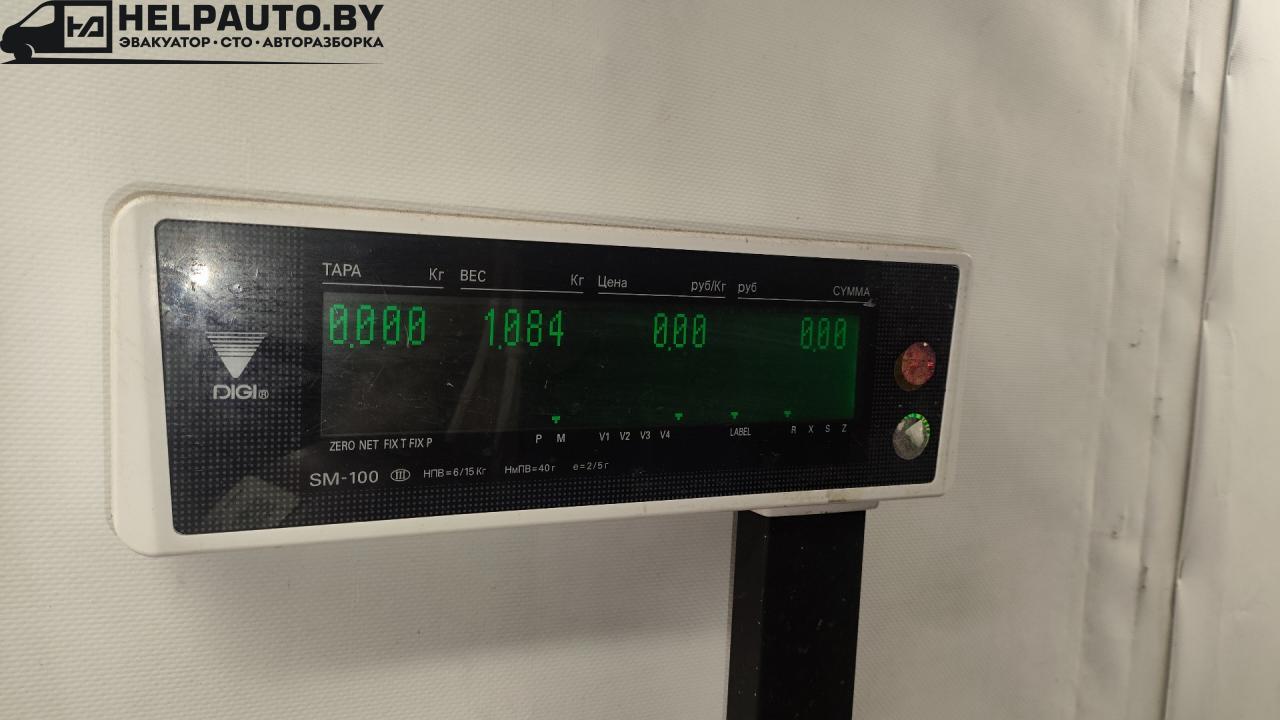 HELPAUTO.BY
ЭВАКУАТОР · СТО · АВТОРАЗБОРКА
ТАРА Кг ВЕС Кг Цена руб/Кг руб СУММА
0.000 1.084 0.00 0.00
DIGI®
ZERO NET FIX T FIX P P M V1 V2 V3 V4 LABEL R X S Z
SM-100 III НПВ=6/15 Кг НмПВ=40 г e=2/5 г